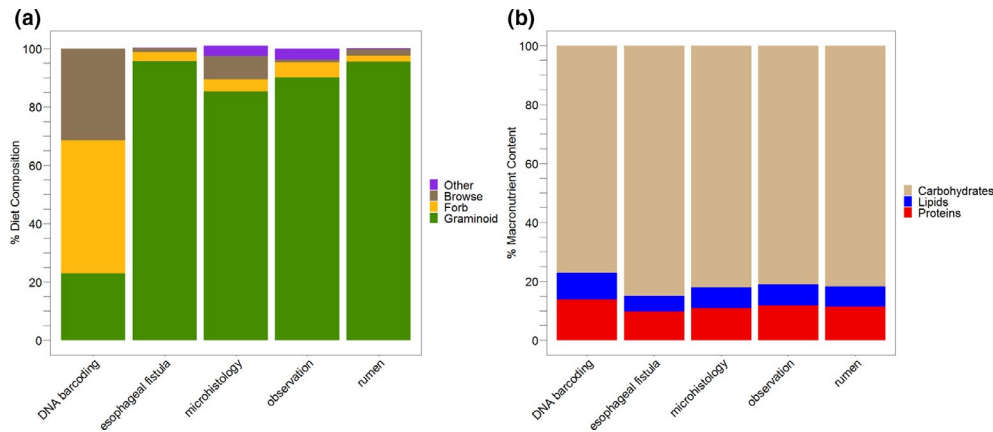 (a)
% Diet Composition
100
80
60
40
20
0
DNA barcoding
esophageal fistula
microhistology
observation
rumen
Other
Browse
Forb
Graminoid
(b)
% Macronutrient Content
100
80
60
40
20
0
DNA barcoding
esophageal fistula
microhistology
observation
rumen
Carbohydrates
Lipids
Proteins